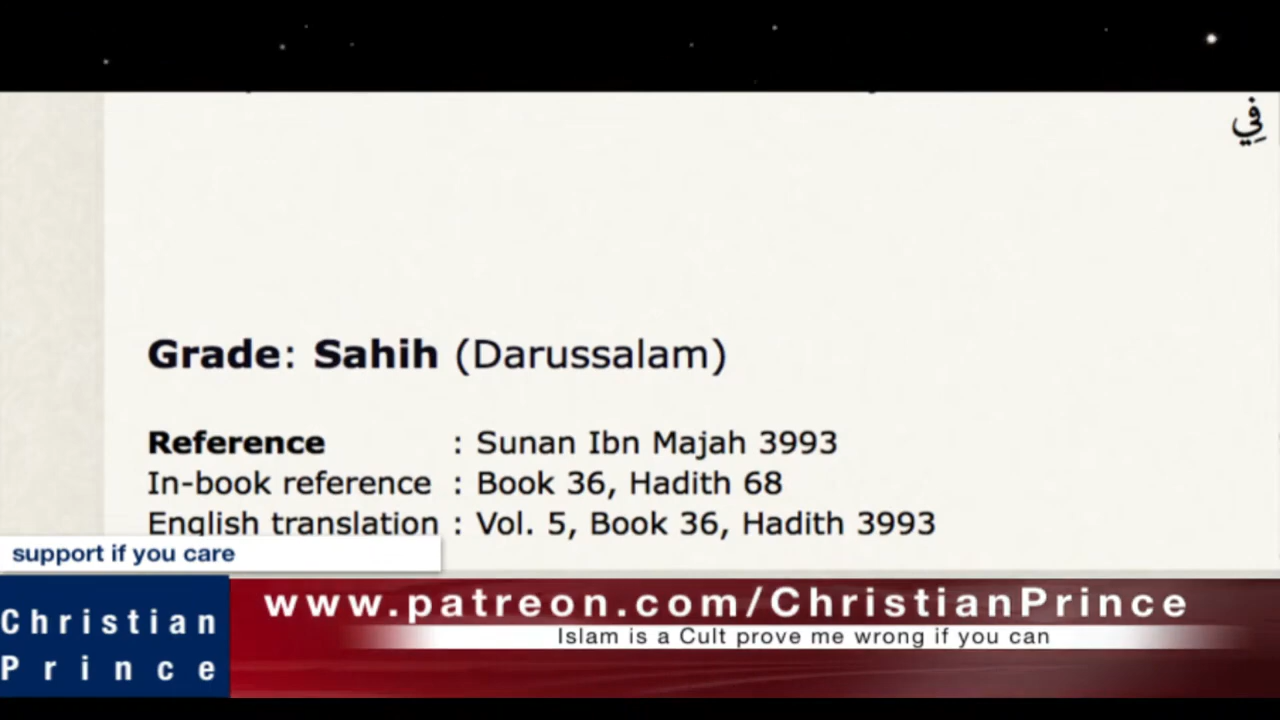 فِي
Grade: Sahih (Darussalam)
Reference : Sunan Ibn Majah 3993
In-book reference : Book 36, Hadith 68
English translation : Vol. 5, Book 36, Hadith 3993
support if you care
Christian
Prince
www.patreon.com/ChristianPrince
Islam is a Cult prove me wrong if you can